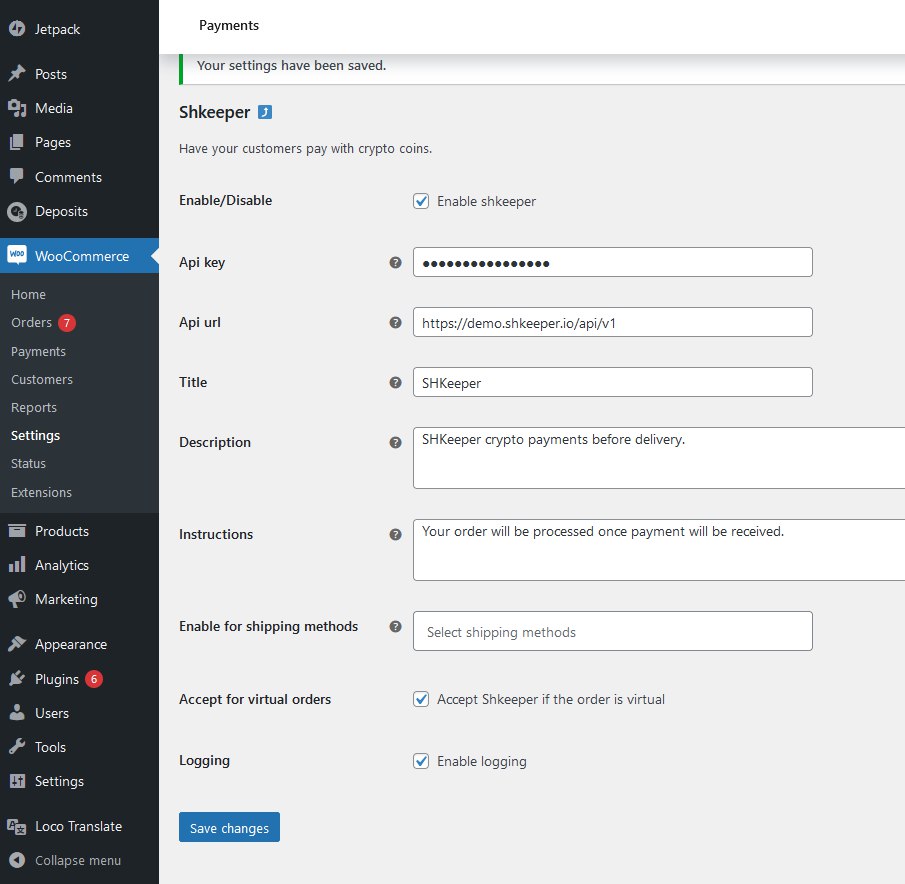 Jetpack
Posts
Media
Pages
Comments
Deposits
WooCommerce
Home
Orders 7
Payments
Customers
Reports
Settings
Status
Extensions
Products
Analytics
Marketing
Appearance
Plugins 6
Users
Tools
Settings
Loco Translate
Collapse menu
Payments
Your settings have been saved.
Shkeeper
Have your customers pay with crypto coins.
Enable/Disable Enable shkeeper
Api key ? ••••••••••••••••
Api url ? https://demo.shkeeper.io/api/v1
Title ? SHKeeper
Description ? SHKeeper crypto payments before delivery.
Instructions ? Your order will be processed once payment will be received.
Enable for shipping methods ? Select shipping methods
Accept for virtual orders Accept Shkeeper if the order is virtual
Logging Enable logging
Save changes